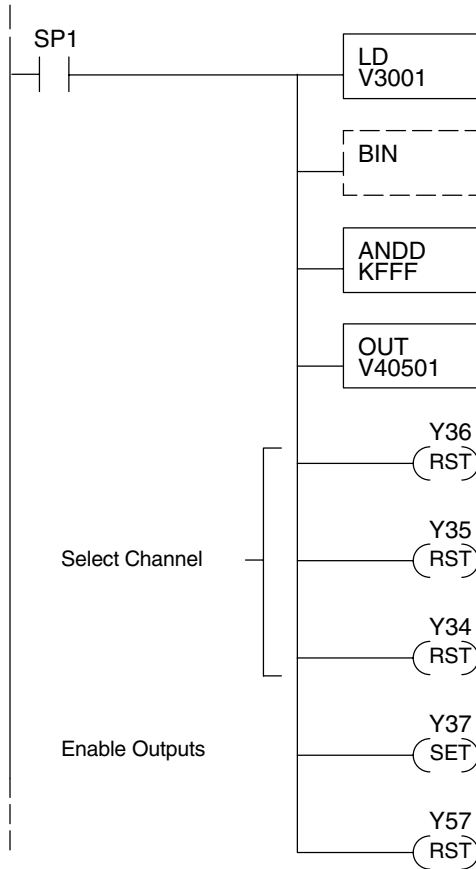 SP1
LD
V3001
BIN
ANDD
KFFF
OUT
V40501
Y36
RST
Y35
RST
Select Channel
Y34
RST
Enable Outputs
Y37
SET
Y57
RST